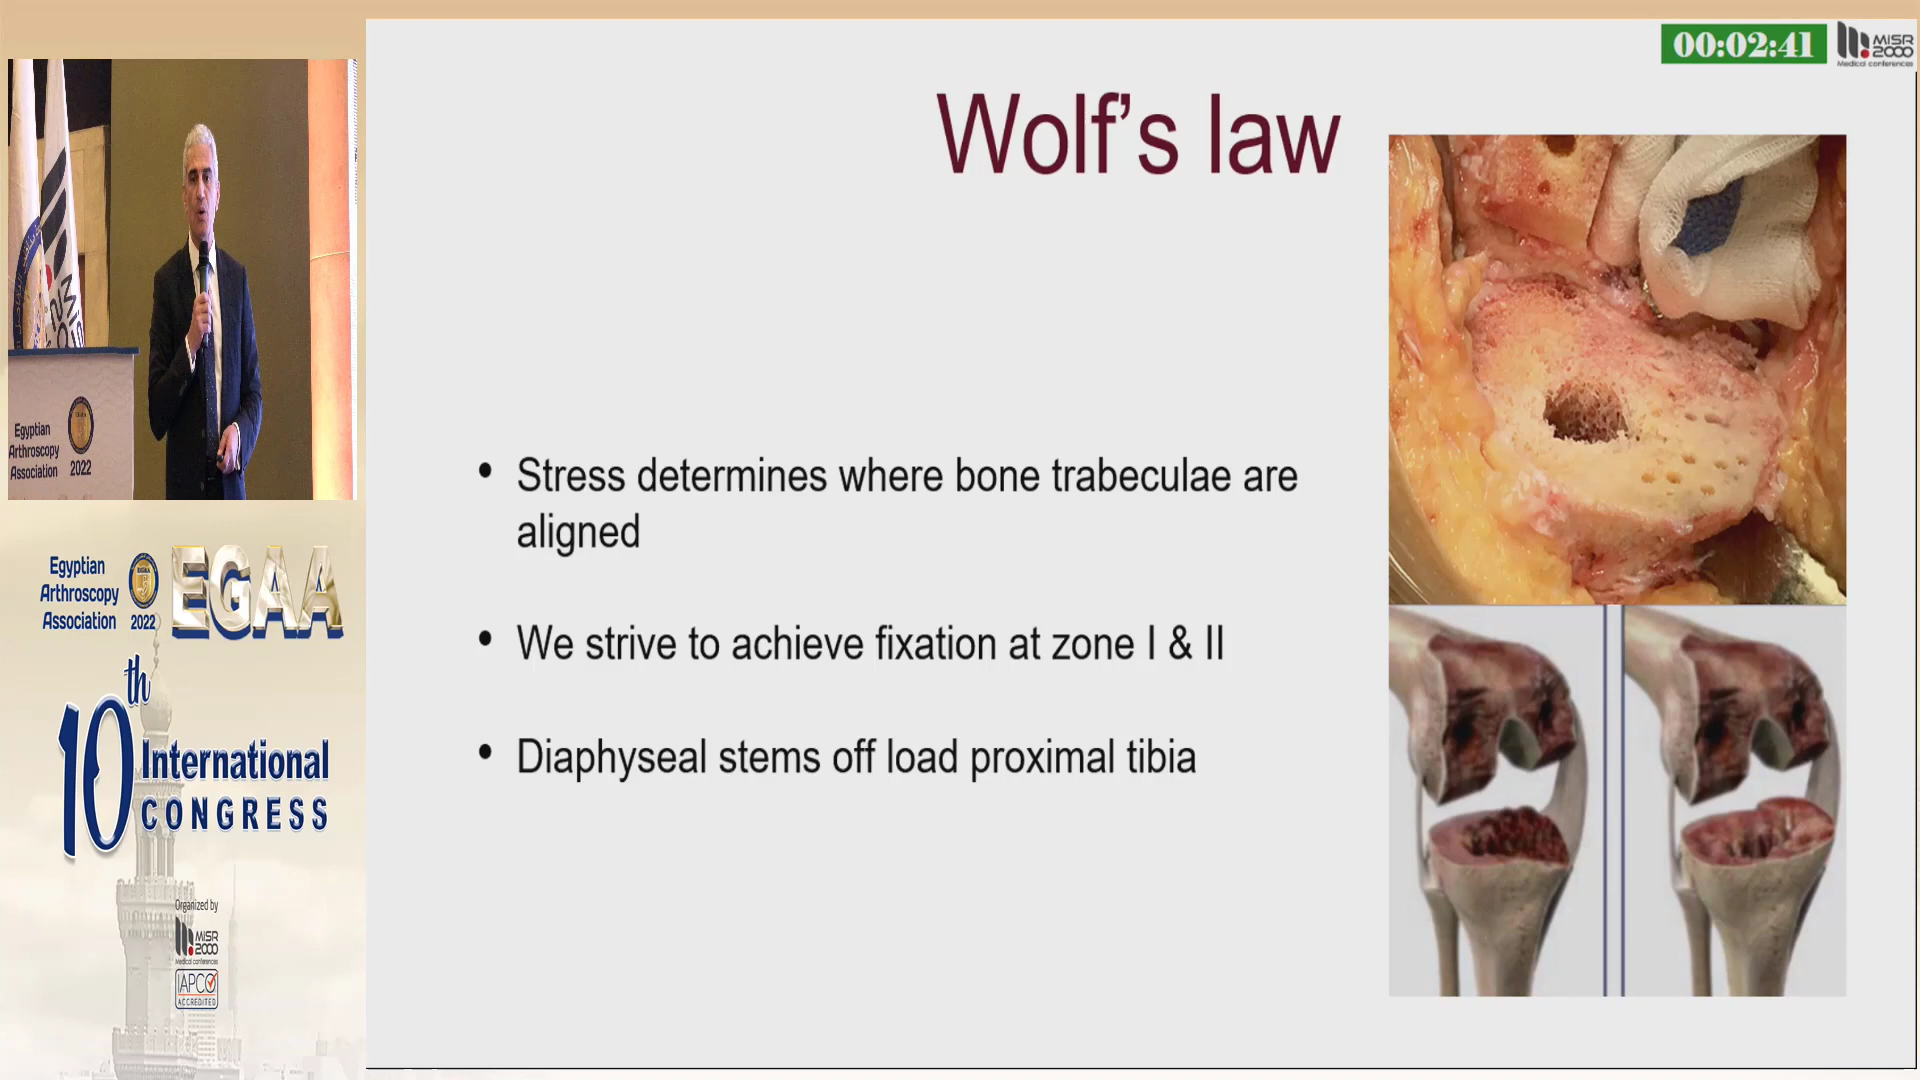 00:02:41
MISR
2000
Medical conferences
Wolf's law
• Stress determines where bone trabeculae are
aligned
• We strive to achieve fixation at zone I & II
• Diaphyseal stems off load proximal tibia
Egyptian
Arthroscopy
Association
2022
Egyptian
Arthroscopy
Association
2022
EGAA
10th
International
CONGRESS
Organized by
MISR
2000
Medical conferences
IAPCO
ACCREDITED